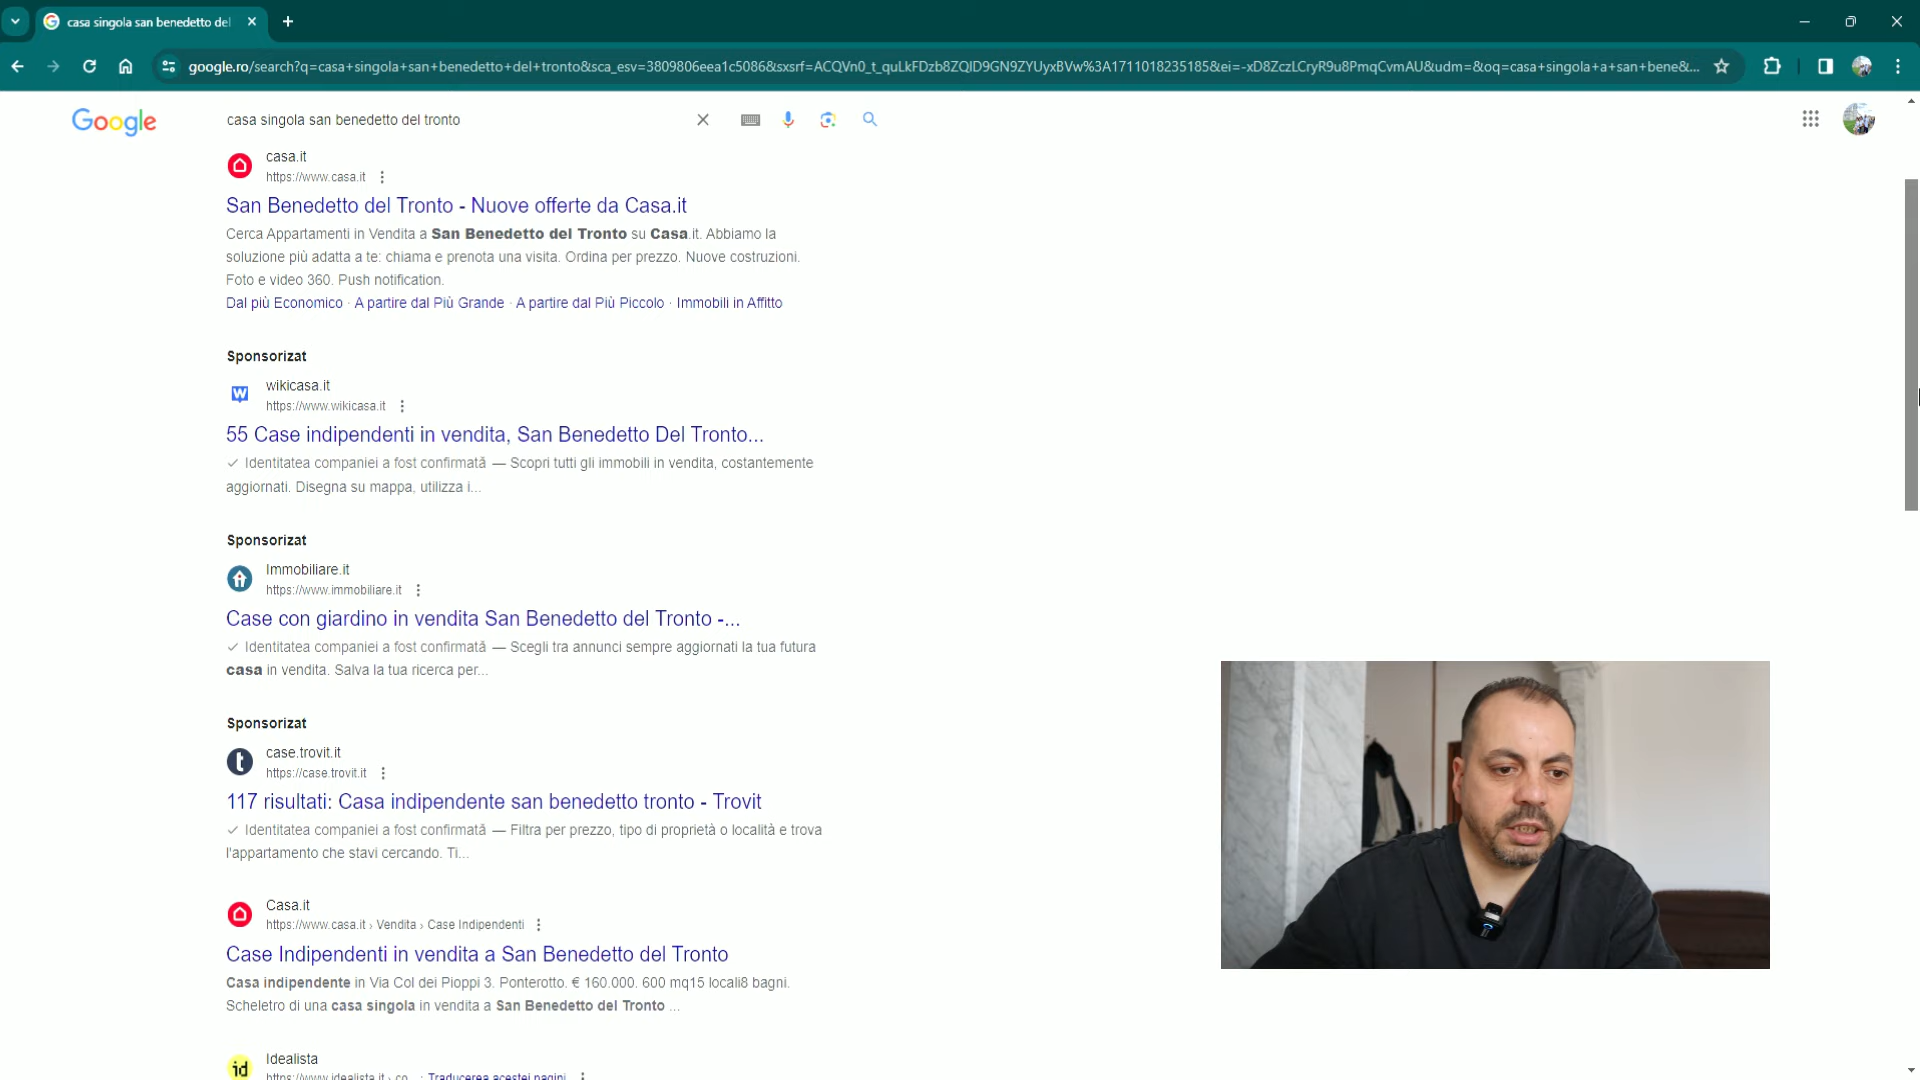 casa singola san benedetto del
google.ro/search?q=casa+singola+san+benedetto+del+tronto&sca_esv=3809806eea1c5086&sxsrf=ACQVn0_t_quLkFDzb8ZQJD9GN9ZYUyxBVw%3A1711018235185&ei=-xD8ZczLCryR9u8PmqCvmAU&udm=&oq=casa+singola+a+san+bene&...
Google
casa singola san benedetto del tronto
casa.it
https://www.casa.it
San Benedetto del Tronto - Nuove offerte da Casa.it
Cerca Appartamenti in Vendita a San Benedetto del Tronto su Casa.it. Abbiamo la
soluzione più adatta a te: chiama e prenota una visita. Ordina per prezzo. Nuove costruzioni.
Foto e video 360. Push notification.
Dal più Economico · A partire dal Più Grande · A partire dal Più Piccolo · Immobili in Affitto
Sponsorizat
wikicasa.it
https://www.wikicasa.it
55 Case indipendenti in vendita, San Benedetto Del Tronto...
✓ Identitatea companiei a fost confirmată — Scopri tutti gli immobili in vendita, costantemente
aggiornati. Disegna su mappa, utilizza i...
Sponsorizat
Immobiliare.it
https://www.immobiliare.it
Case con giardino in vendita San Benedetto del Tronto -...
✓ Identitatea companiei a fost confirmată — Scegli tra annunci sempre aggiornati la tua futura
casa in vendita. Salva la tua ricerca per...
Sponsorizat
t
case.trovit.it
https://case.trovit.it
117 risultati: Casa indipendente san benedetto tronto - Trovit
✓ Identitatea companiei a fost confirmată — Filtra per prezzo, tipo di proprietà o località e trova
l'appartamento che stavi cercando. Ti...
Casa.it
https://www.casa.it › Vendita › Case Indipendenti
Case Indipendenti in vendita a San Benedetto del Tronto
Casa indipendente in Via Col dei Pioppi 3. Ponterotto. € 160.000. 600 mq15 locali8 bagni.
Scheletro di una casa singola in vendita a San Benedetto del Tronto ...
id
Idealista
https://www.idealista.it › co... · Traducerea acestei pagini